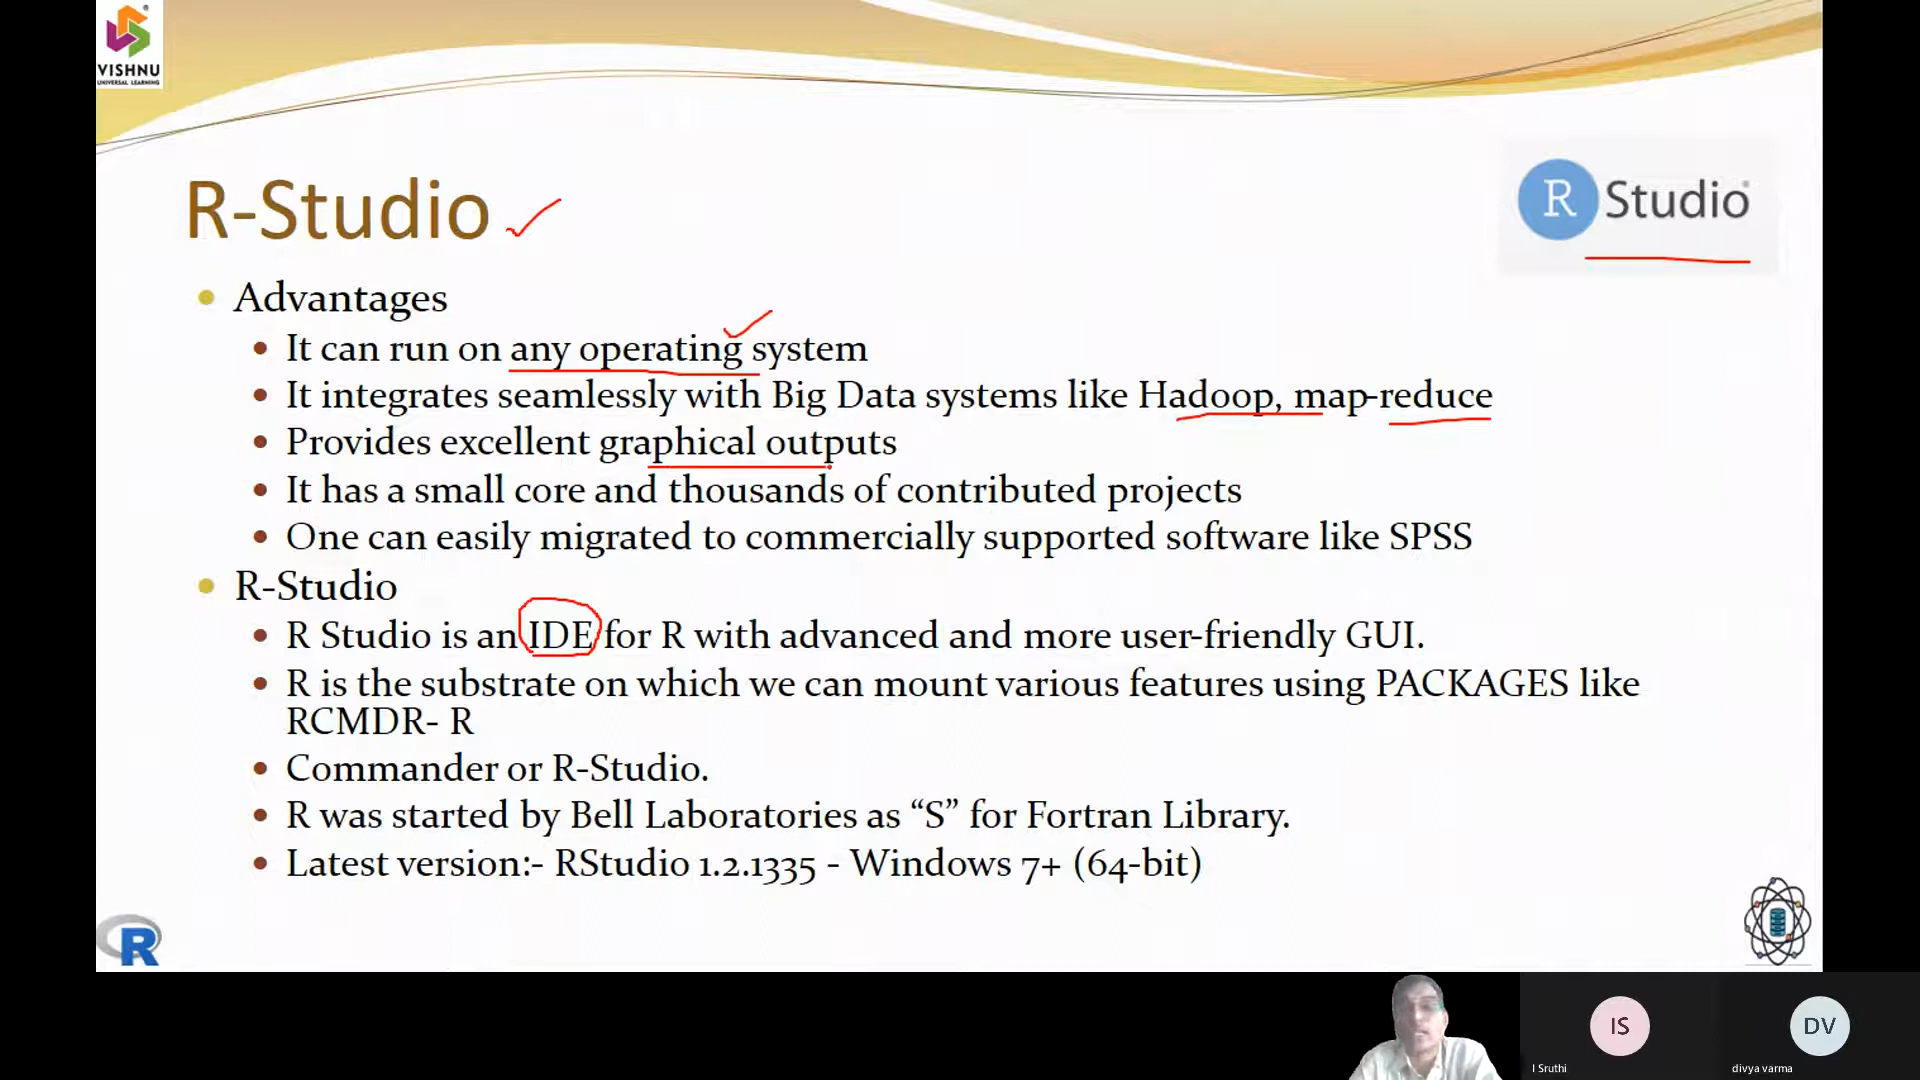 VISHNU
UNIVERSAL LEARNING
R-Studio
R Studio
Advantages
It can run on any operating system
It integrates seamlessly with Big Data systems like Hadoop, map-reduce
Provides excellent graphical outputs
It has a small core and thousands of contributed projects
One can easily migrated to commercially supported software like SPSS
R-Studio
R Studio is an IDE for R with advanced and more user-friendly GUI.
R is the substrate on which we can mount various features using PACKAGES like
RCMDR- R
Commander or R-Studio.
R was started by Bell Laboratories as “S” for Fortran Library.
Latest version:- RStudio 1.2.1335 - Windows 7+ (64-bit)
R
IS
DV
I Sruthi
divya varma